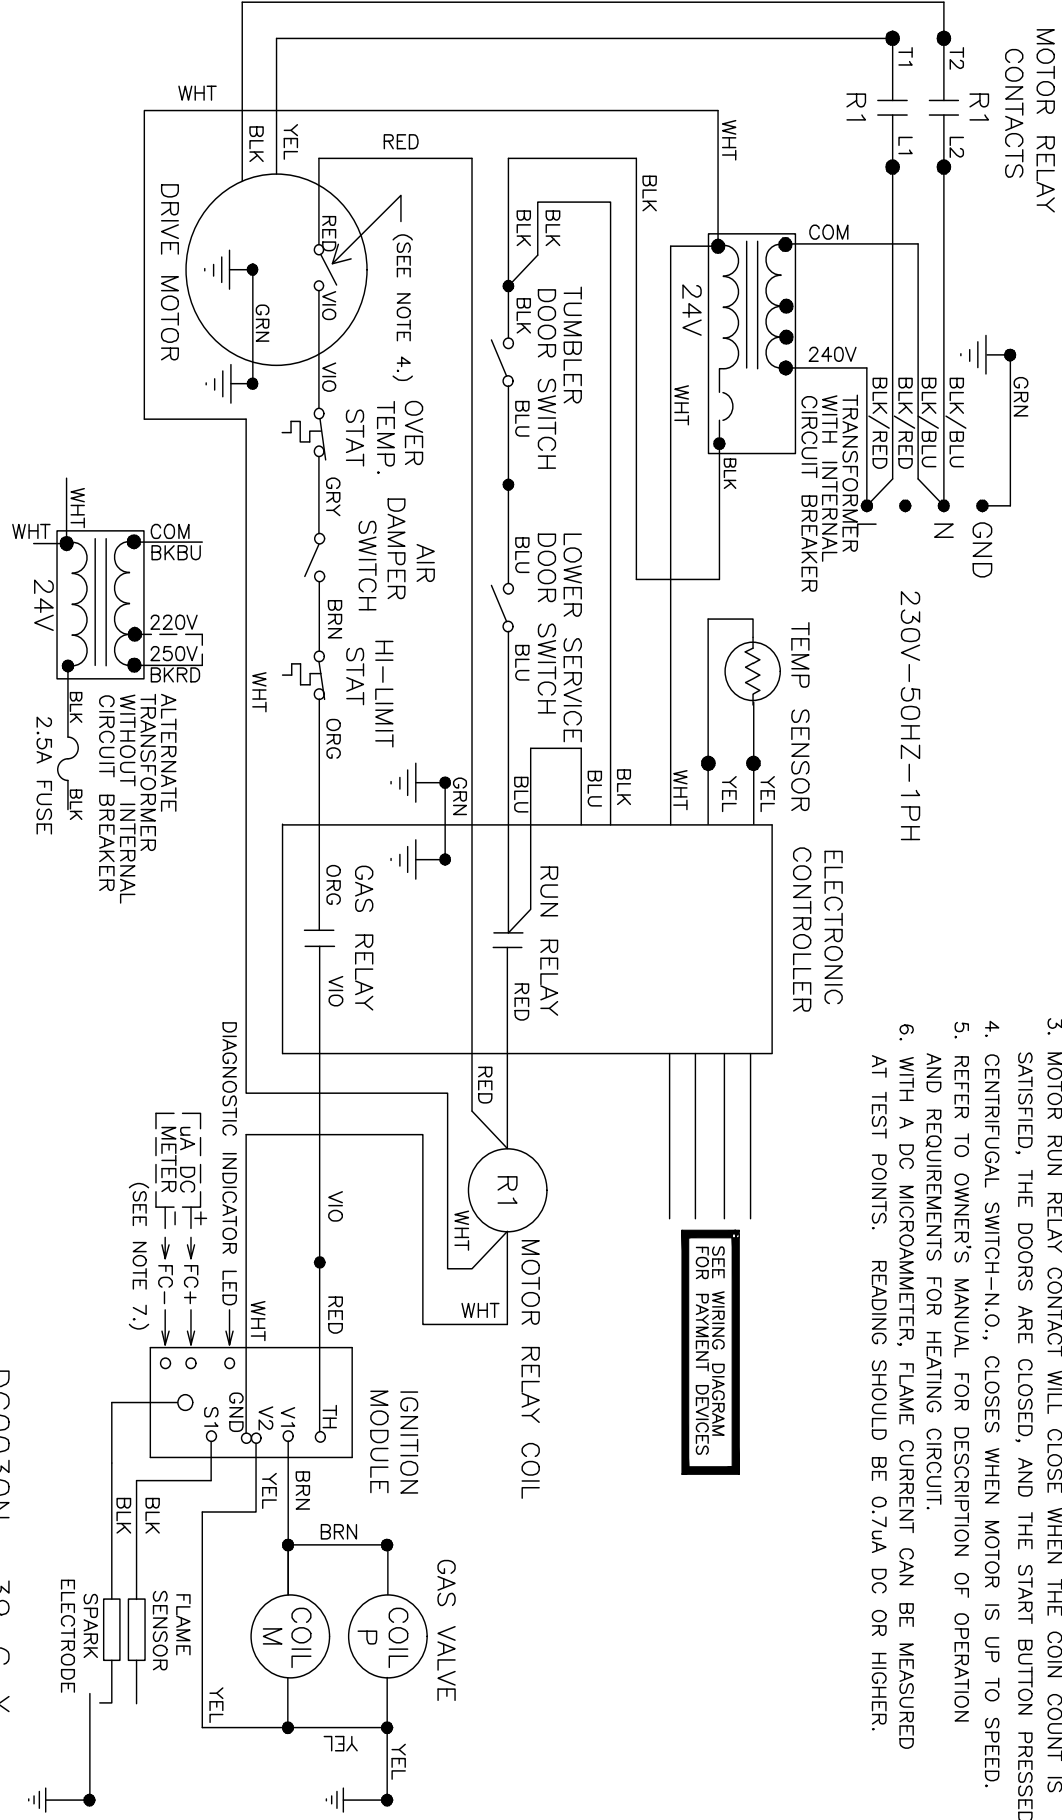 MOTOR RELAY
CONTACTS
T2
R1
L2
T1
R1
L1
GRN
GND
N
BLK/BLU
BLK/BLU
BLK/RED
BLK/RED
230V-50HZ-1PH
COM
240V
TRANSFORMER
WITH INTERNAL
CIRCUIT BREAKER
24V
WHT
WHT
BLK
BLK
WHT
WHT
YEL
BLK
RED
DRIVE MOTOR
RED
VIO
GRN
(SEE NOTE 4.)
VIO
OVER
TEMP.
STAT
GRY
AIR
DAMPER
SWITCH
BRN
HI-LIMIT
STAT
ORG
BLK
BLK
BLK
TUMBLER
DOOR SWITCH
BLU
BLU
LOWER SERVICE
DOOR SWITCH
BLU
BLU
BLU
BLK
WHT
TEMP SENSOR
YEL
YEL
GRN
ELECTRONIC
CONTROLLER
RUN RELAY
RED
GAS RELAY
ORG
VIO
WHT
COM
BKBU
220V
250V
BKRD
WHT
WHT
24V
ALTERNATE
TRANSFORMER
WITHOUT INTERNAL
CIRCUIT BREAKER
BLK
BLK
2.5A FUSE
3. MOTOR RUN RELAY CONTACT WILL CLOSE WHEN THE COIN COUNT IS
SATISFIED, THE DOORS ARE CLOSED, AND THE START BUTTON PRESSED
4. CENTRIFUGAL SWITCH-N.O., CLOSES WHEN MOTOR IS UP TO SPEED.
5. REFER TO OWNER'S MANUAL FOR DESCRIPTION OF OPERATION
AND REQUIREMENTS FOR HEATING CIRCUIT.
6. WITH A DC MICROAMMETER, FLAME CURRENT CAN BE MEASURED
AT TEST POINTS. READING SHOULD BE 0.7uA DC OR HIGHER.
SEE WIRING DIAGRAM
FOR PAYMENT DEVICES
RED
R1
MOTOR RELAY COIL
WHT
WHT
VIO
RED
DIAGNOSTIC INDICATOR LED
WHT
uA DC
METER
+
-
FC+
FC-
(SEE NOTE 7.)
IGNITION
MODULE
TH
V1
V2
GND
S1
BRN
YEL
BRN
GAS VALVE
COIL
P
COIL
M
YEL
YEL
YEL
BLK
BLK
FLAME
SENSOR
SPARK
ELECTRODE